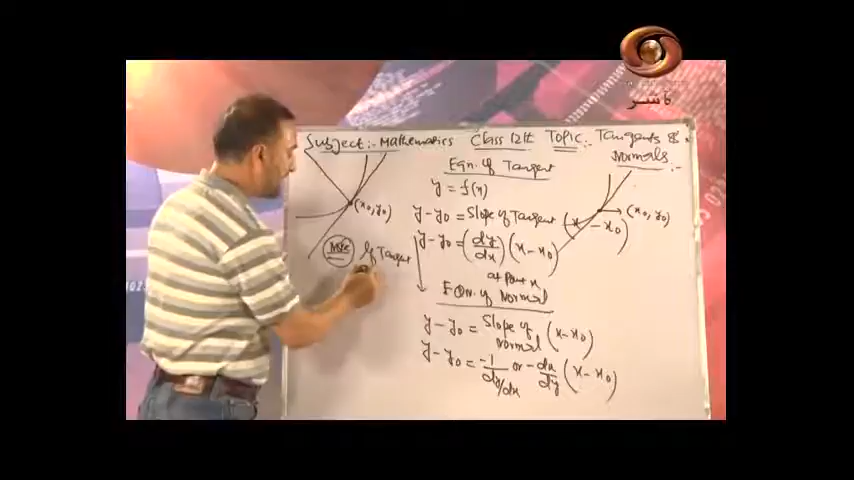 Subject:- Mathematics Class 12th TOPIC:- Tangents &
Normals:-
Eqn. of Tangent
y = f(x)
(x₀, y₀)
y-y₀ = Slope of Tangent (x-x₀)
(x₀, y₀)
Note If Tangent
y-y₀ = (dy/dx) (x-x₀)
at Point x
EQn. of Normal
y-y₀ = Slope of Normal (x-x₀)
y-y₀ = -1/dy/dx or -dx/dy (x-x₀)